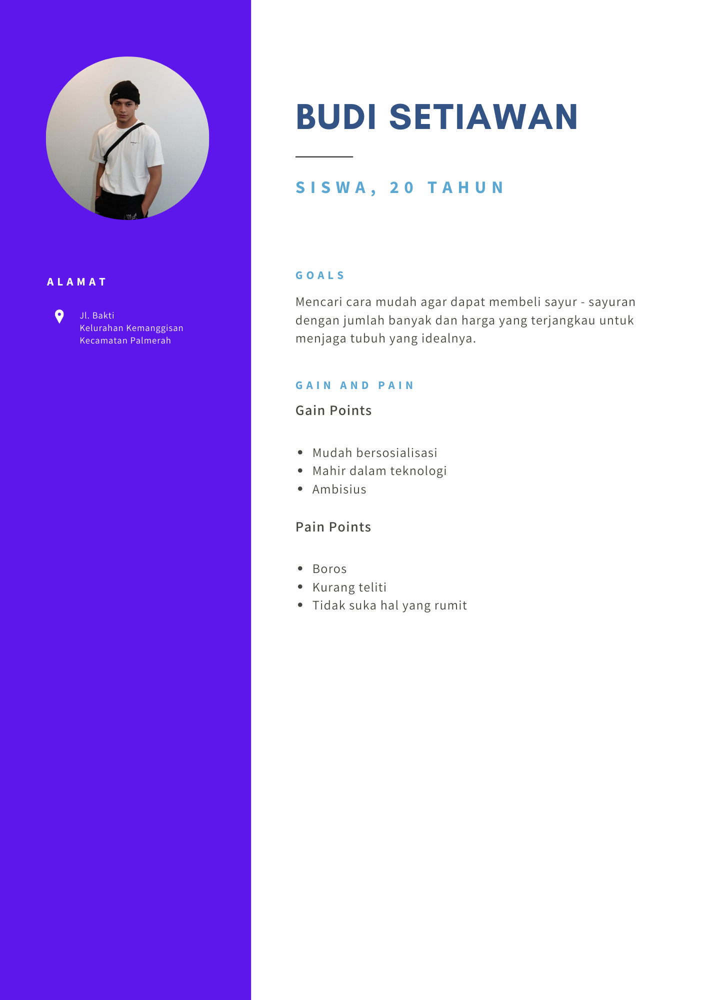 BUDI SETIAWAN
SISWA, 20 TAHUN
ALAMAT
Jl. Bakti
Kelurahan Kemanggisan
Kecamatan Palmerah
GOALS
Mencari cara mudah agar dapat membeli sayur - sayuran
dengan jumlah banyak dan harga yang terjangkau untuk
menjaga tubuh yang idealnya.
GAIN AND PAIN
Gain Points
Mudah bersosialisasi
Mahir dalam teknologi
Ambisius
Pain Points
Boros
Kurang teliti
Tidak suka hal yang rumit